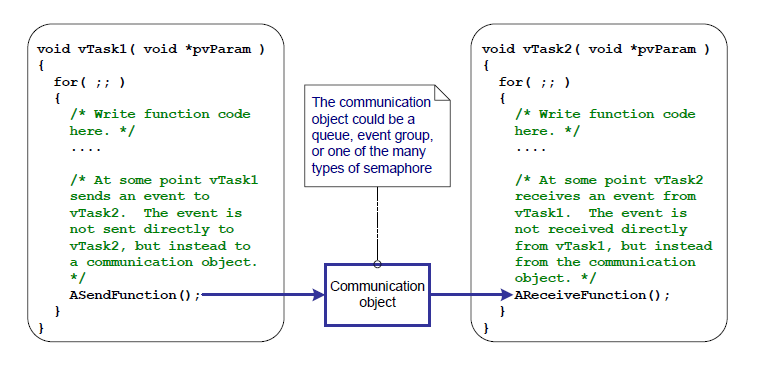 void vTask1( void *pvParam )
{
for( ;; )
{
/* Write function code
here. */
....
/* At some point vTask1
sends an event to
vTask2.  The event is
not sent directly to
vTask2, but instead to
a communication object.
*/
ASendFunction();
}
}
The communication
object could be a
queue, event group,
or one of the many
types of semaphore
Communication
object
void vTask2( void *pvParam )
{
for( ;; )
{
/* Write function code
here. */
....
/* At some point vTask2
receives an event from
vTask1.  The event is
not received directly
from vTask1, but instead
from the communication
object. */
AReceiveFunction();
}
}